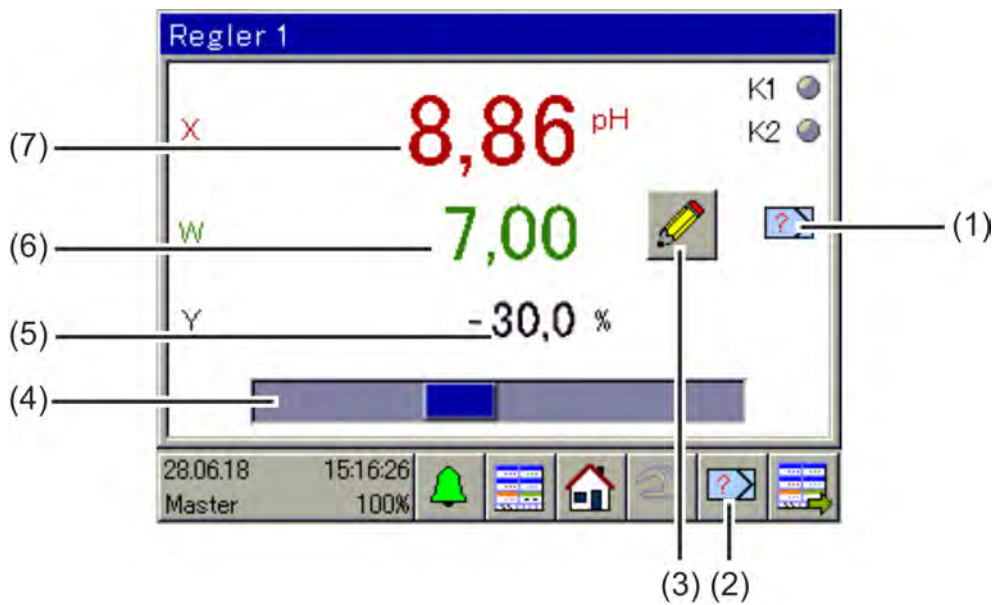 Regler 1
K1
X 8,86 pH
K2
(7)
W 7,00 ? (1)
(6)
Y -30,0 %
(5)
(4)
28.06.18 15:16:26
Master 100% ?
(3) (2)